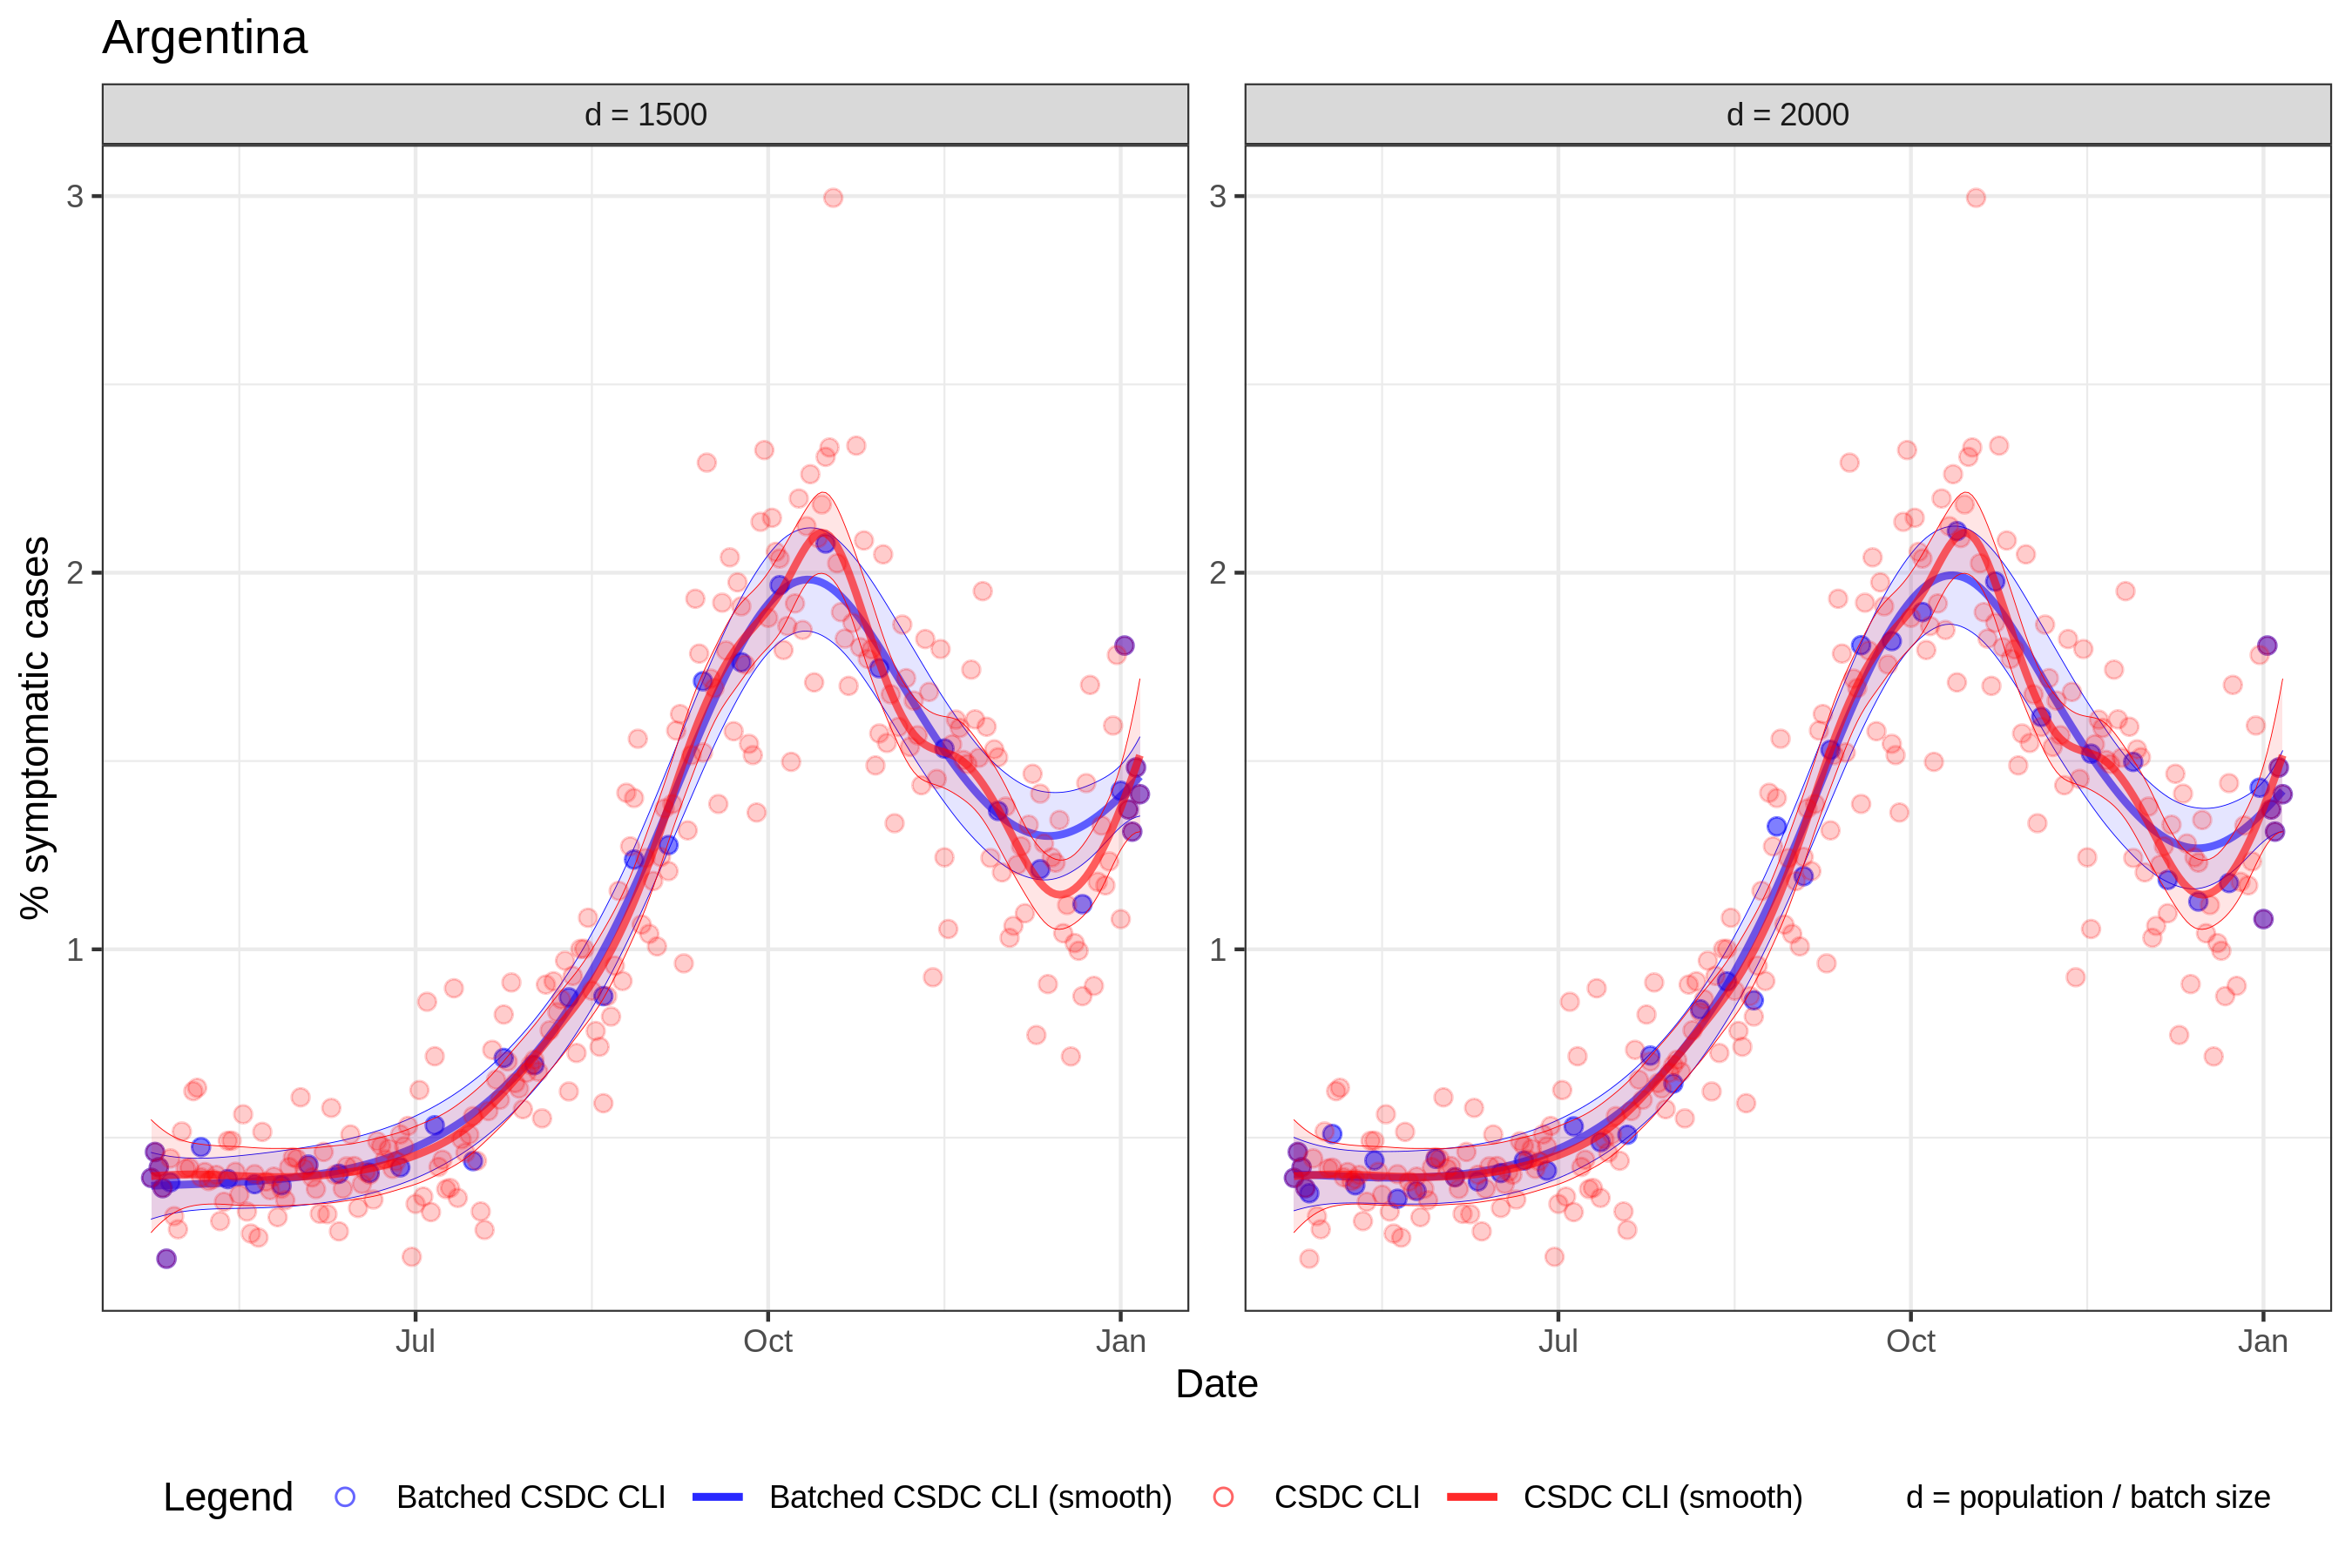 Argentina
d = 1500
d = 2000
% symptomatic cases
3
2
1
3
2
1
Jul
Oct
Jan
Jul
Oct
Jan
Date
Legend
Batched CSDC CLI
Batched CSDC CLI (smooth)
CSDC CLI
CSDC CLI (smooth)
d = population / batch size